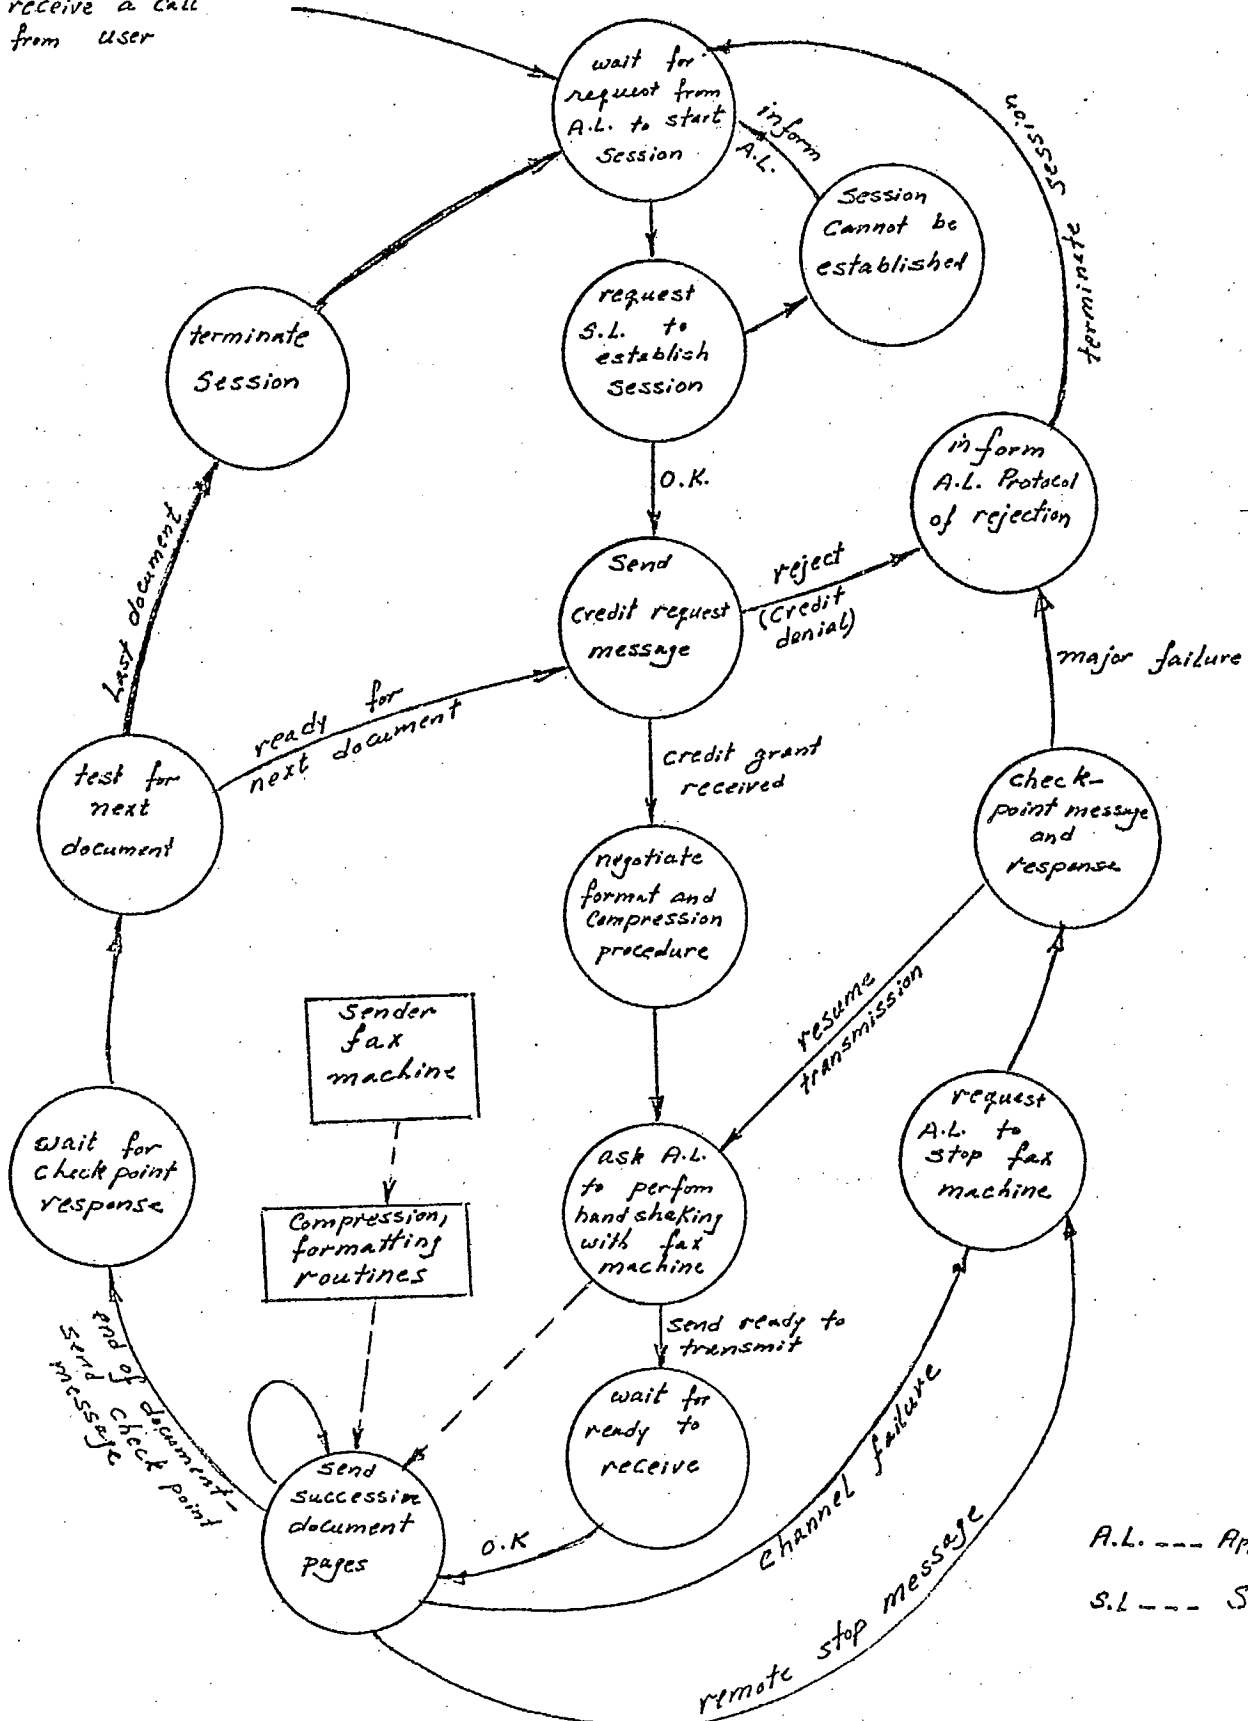 receive a call
from user
wait for
request from
A.L. to start
Session
inform
A.L.
Session
Cannot be
established
terminate session
request
S.L. to
establish
session
terminate
Session
O.K.
inform
A.L. Protocol
of rejection
Send
Credit request
message
reject
(Credit
denial)
Last document
major failure
ready for
next document
test for
next
document
Credit grant
received
check-
point message
and
response
negotiate
format and
Compression
procedure
resume
transmission
Sender
fax
machine
request
A.L. to
stop fax
machine
wait for
check point
response
ask A.L.
to perfom
hand shaking
with fax
machine
Compression,
formatting
routines
send ready to
transmit
end of document-
send check point
message
wait for
ready to
receive
channel failure
send
successive
document
pages
O.K
remote stop message
A.L. --- Ap
S.L --- S